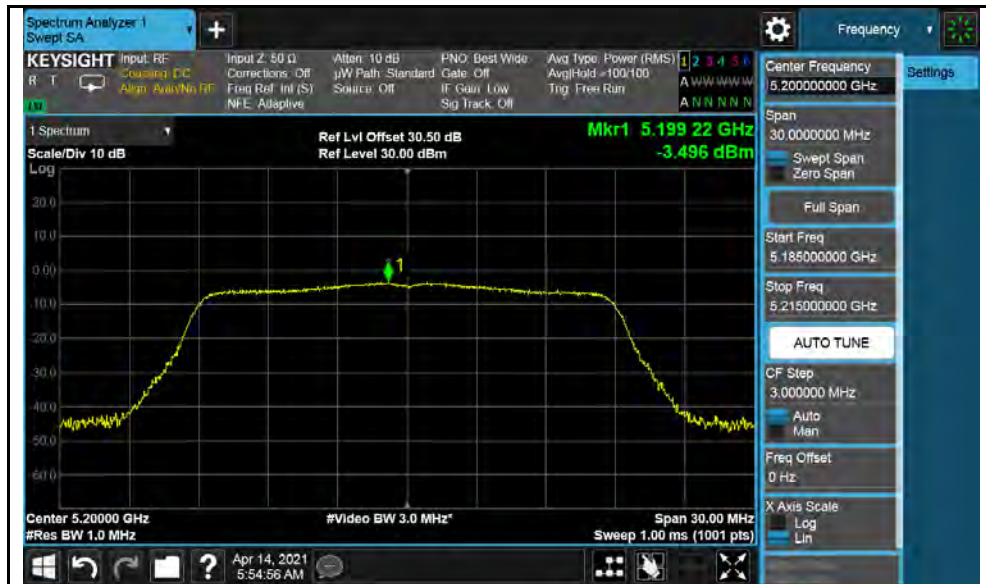 Spectrum Analyzer 1
Swept SA
Frequency
KEYSIGHT
R T
Input: RF
Coupling: DC
Align: Auto/No RF
Input Z: 50 Ω
Corrections: Off
Freq Ref: Int (S)
NFE: Adaptive
Atten: 10 dB
µW Path: Standard
Source: Off
PNO: Best Wide
Gate: Off
IF Gain: Low
Sig Track: Off
Avg Type: Power (RMS)
Avg|Hold: >100/100
Trig: Free Run
1 2 3 4 5 6
A W W W W W
A N N N N N
Center Frequency
5.200000000 GHz
Settings
Span
30.0000000 MHz
Swept Span
Zero Span
Full Span
Start Freq
5.185000000 GHz
Stop Freq
5.215000000 GHz
AUTO TUNE
CF Step
3.000000 MHz
Auto
Man
Freq Offset
0 Hz
X Axis Scale
Log
Lin
1 Spectrum
Scale/Div 10 dB
Ref Lvl Offset 30.50 dB
Ref Level 30.00 dBm
Mkr1 5.199 22 GHz
-3.496 dBm
Log
20.0
10.0
0.00
1
-10.0
-20.0
-30.0
-40.0
-50.0
-60.0
Center 5.20000 GHz
#Res BW 1.0 MHz
#Video BW 3.0 MHz*
Span 30.00 MHz
Sweep 1.00 ms (1001 pts)
?
Apr 14, 2021
5:54:56 AM